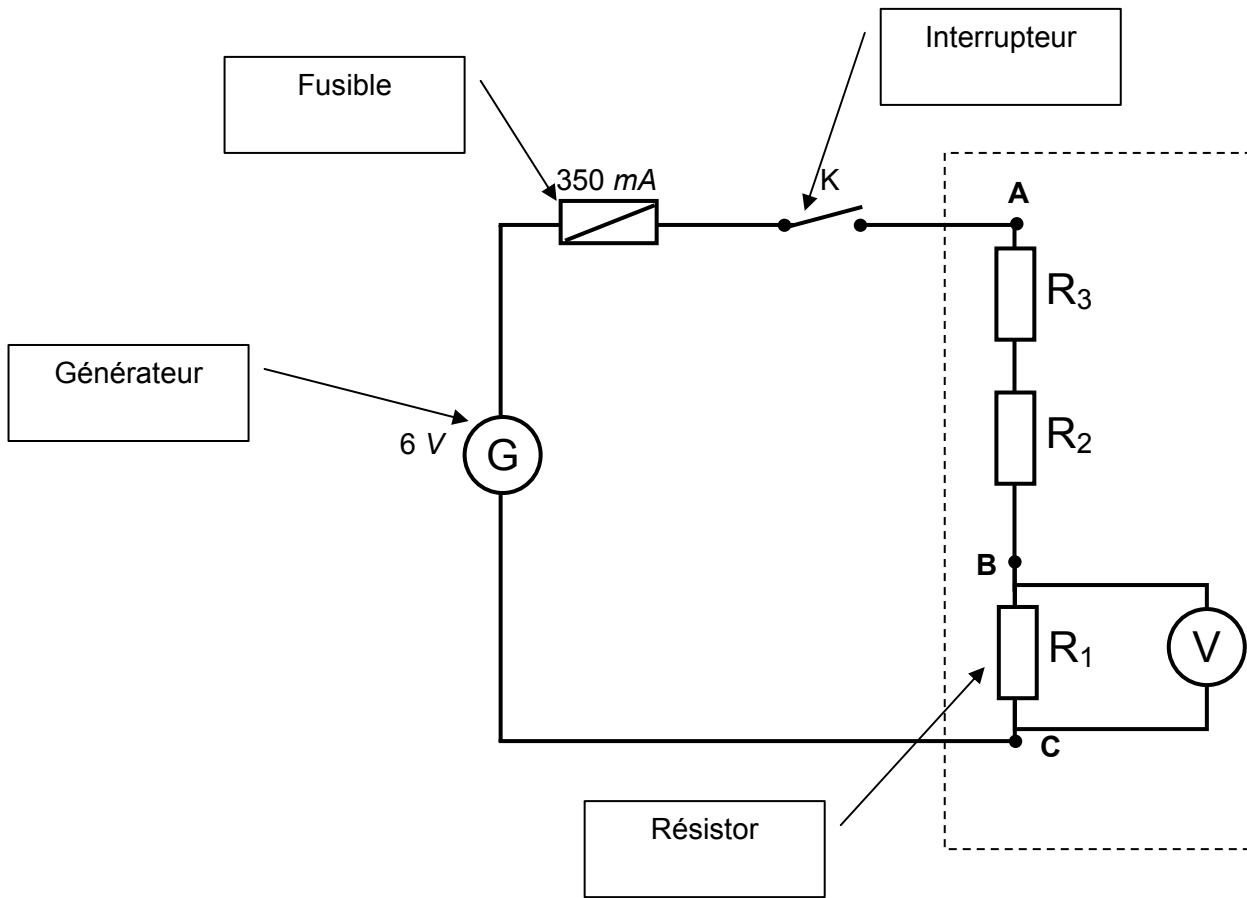 Interrupteur
Fusible
350 mA
K
A
R₃
Générateur
6 V
G
R₂
B
R₁
V
C
Résistor